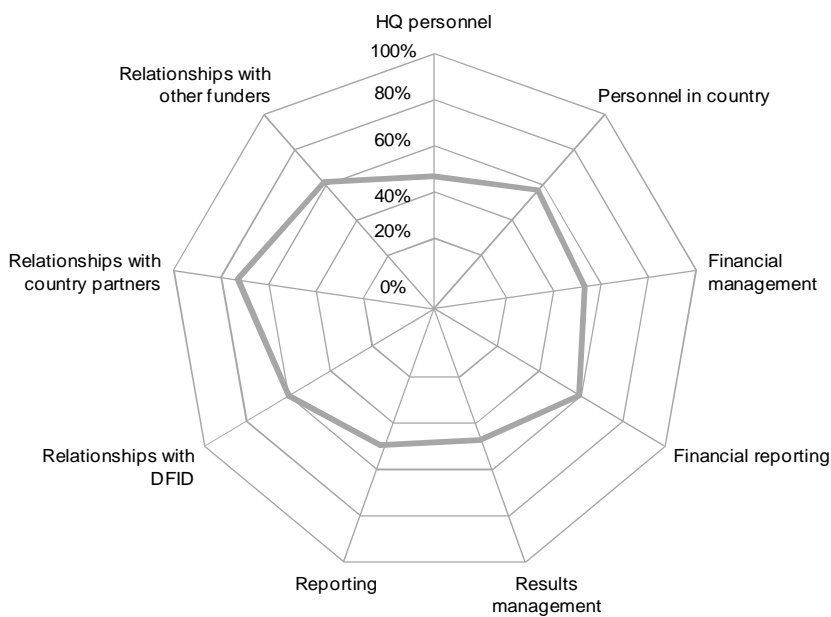 HQ personnel
100%
80%
60%
40%
20%
0%
Personnel in country
Financial
management
Financial reporting
Results
management
Reporting
Relationships with
DFID
Relationships with
country partners
Relationships with
other funders